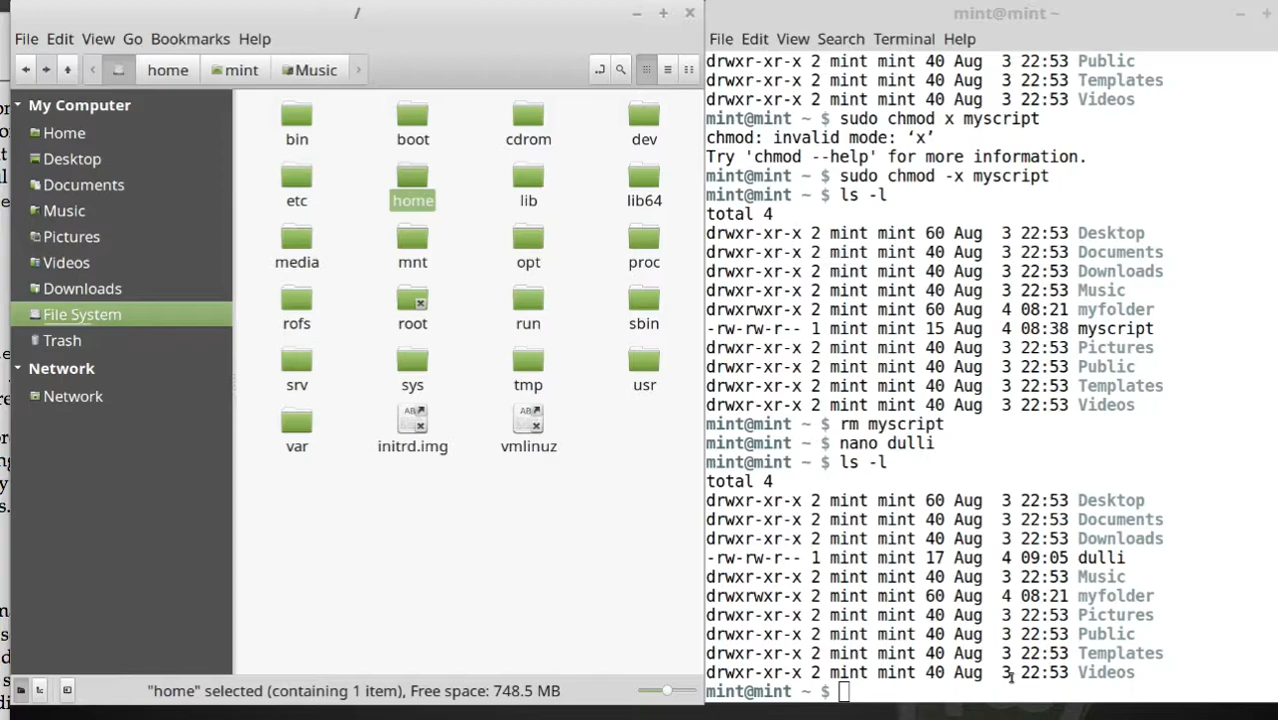 /
File Edit View Go Bookmarks Help
home mint Music
My Computer
Home
Desktop
Documents
Music
Pictures
Videos
Downloads
File System
Trash
Network
Network
bin boot cdrom dev
etc home lib lib64
media mnt opt proc
rofs root run sbin
srv sys tmp usr
var initrd.img vmlinuz
"home" selected (containing 1 item), Free space: 748.5 MB
mint@mint ~
File Edit View Search Terminal Help
drwxr-xr-x 2 mint mint 40 Aug  3 22:53 Public
drwxr-xr-x 2 mint mint 40 Aug  3 22:53 Templates
drwxr-xr-x 2 mint mint 40 Aug  3 22:53 Videos
mint@mint ~ $ sudo chmod x myscript
chmod: invalid mode: ‘x’
Try 'chmod --help' for more information.
mint@mint ~ $ sudo chmod -x myscript
mint@mint ~ $ ls -l
total 4
drwxr-xr-x 2 mint mint 60 Aug  3 22:53 Desktop
drwxr-xr-x 2 mint mint 40 Aug  3 22:53 Documents
drwxr-xr-x 2 mint mint 40 Aug  3 22:53 Downloads
drwxr-xr-x 2 mint mint 40 Aug  3 22:53 Music
drwxrwxr-x 2 mint mint 60 Aug  4 08:21 myfolder
-rw-rw-r-- 1 mint mint 15 Aug  4 08:38 myscript
drwxr-xr-x 2 mint mint 40 Aug  3 22:53 Pictures
drwxr-xr-x 2 mint mint 40 Aug  3 22:53 Public
drwxr-xr-x 2 mint mint 40 Aug  3 22:53 Templates
drwxr-xr-x 2 mint mint 40 Aug  3 22:53 Videos
mint@mint ~ $ rm myscript
mint@mint ~ $ nano dulli
mint@mint ~ $ ls -l
total 4
drwxr-xr-x 2 mint mint 60 Aug  3 22:53 Desktop
drwxr-xr-x 2 mint mint 40 Aug  3 22:53 Documents
drwxr-xr-x 2 mint mint 40 Aug  3 22:53 Downloads
-rw-rw-r-- 1 mint mint 17 Aug  4 09:05 dulli
drwxr-xr-x 2 mint mint 40 Aug  3 22:53 Music
drwxrwxr-x 2 mint mint 60 Aug  4 08:21 myfolder
drwxr-xr-x 2 mint mint 40 Aug  3 22:53 Pictures
drwxr-xr-x 2 mint mint 40 Aug  3 22:53 Public
drwxr-xr-x 2 mint mint 40 Aug  3 22:53 Templates
drwxr-xr-x 2 mint mint 40 Aug  3 22:53 Videos
mint@mint ~ $